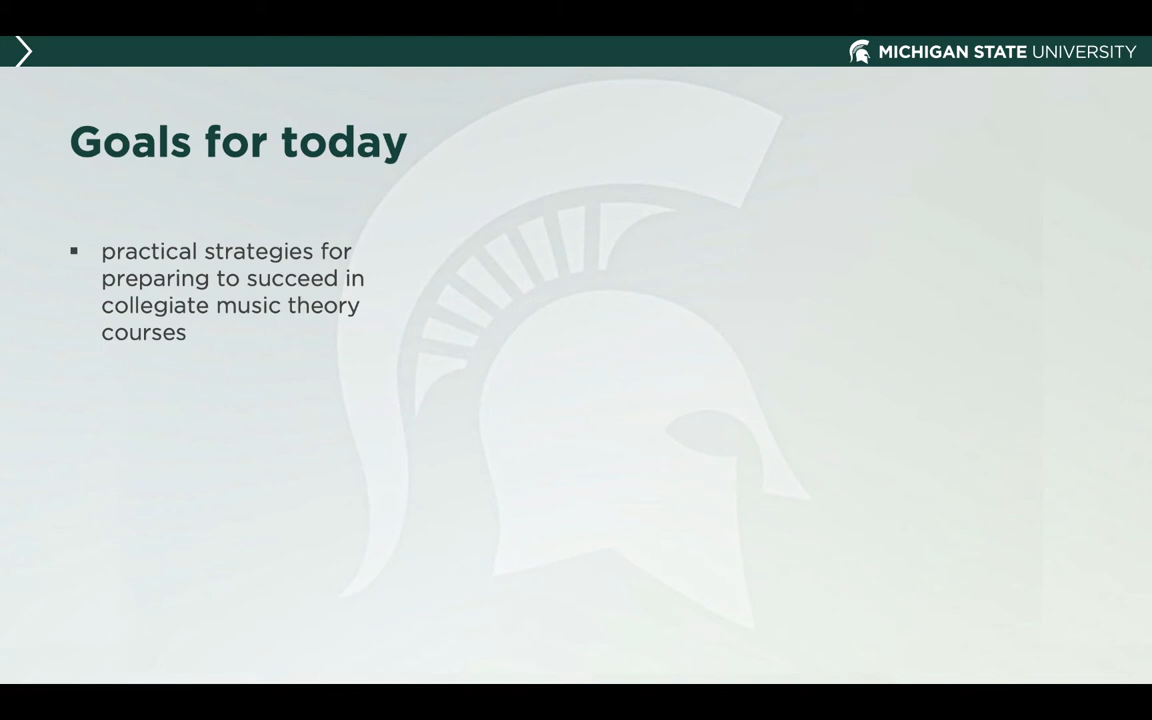 MICHIGAN STATE UNIVERSITY
Goals for today
▪ practical strategies for
preparing to succeed in
collegiate music theory
courses